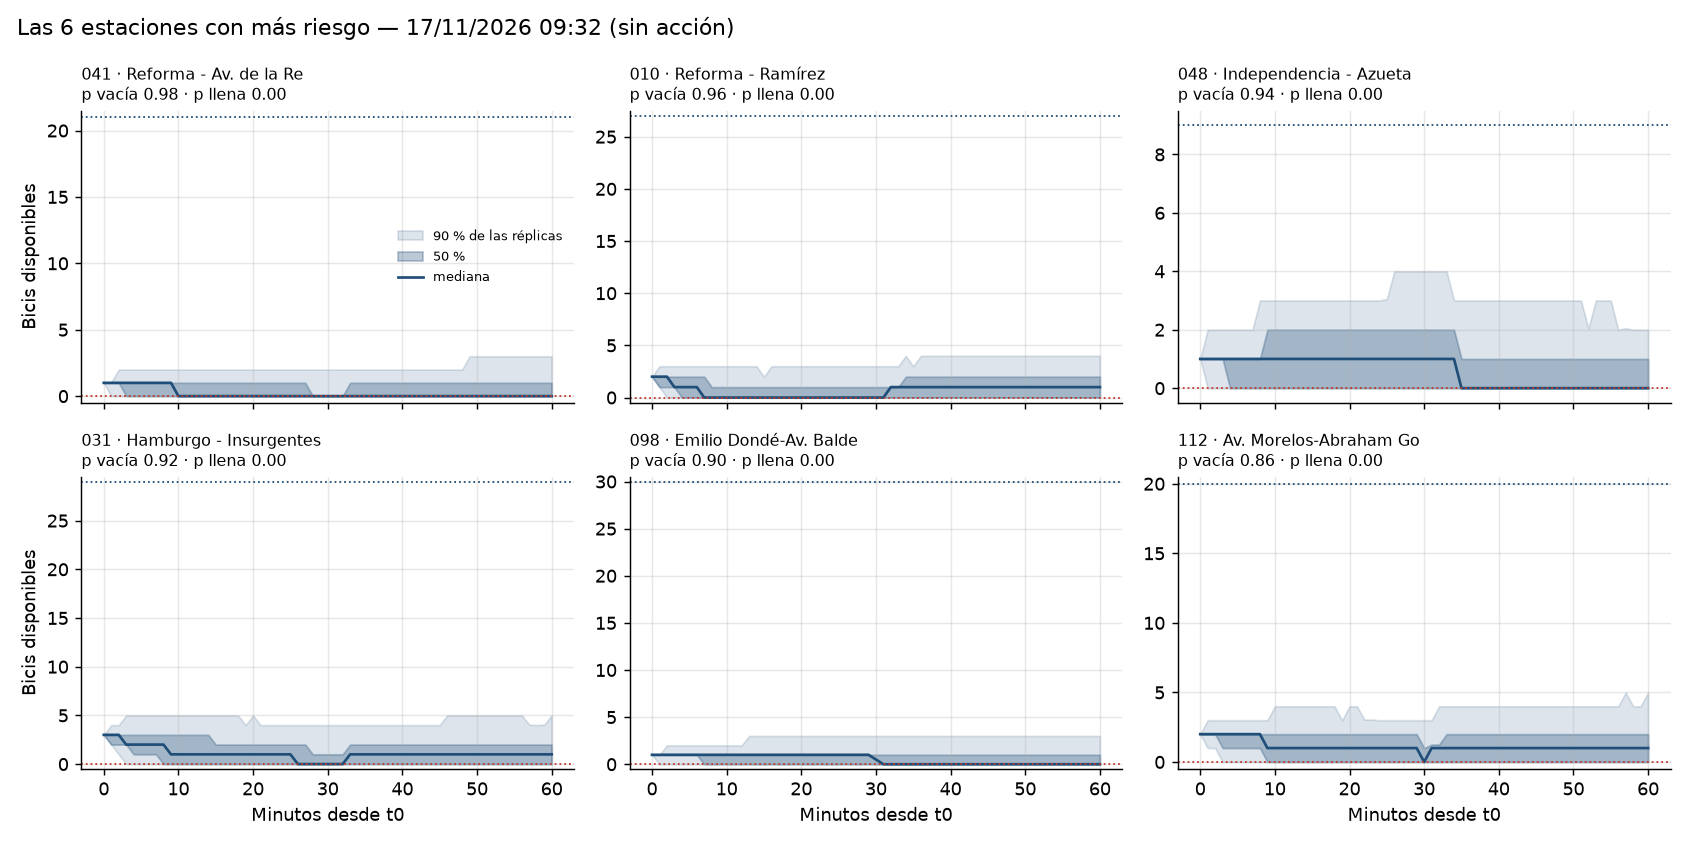 Las 6 estaciones con más riesgo — 17/11/2026 09:32 (sin acción)
041 · Reforma - Av. de la Re
p vacía 0.98 · p llena 0.00
20
15
10
5
0
Bicis disponibles
90 % de las réplicas
50 %
mediana
010 · Reforma - Ramírez
p vacía 0.96 · p llena 0.00
25
20
15
10
5
0
048 · Independencia - Azueta
p vacía 0.94 · p llena 0.00
8
6
4
2
0
031 · Hamburgo - Insurgentes
p vacía 0.92 · p llena 0.00
25
20
15
10
5
0
Bicis disponibles
0 10 20 30 40 50 60
Minutos desde t0
098 · Emilio Dondé-Av. Balde
p vacía 0.90 · p llena 0.00
30
25
20
15
10
5
0
0 10 20 30 40 50 60
Minutos desde t0
112 · Av. Morelos-Abraham Go
p vacía 0.86 · p llena 0.00
20
15
10
5
0
0 10 20 30 40 50 60
Minutos desde t0